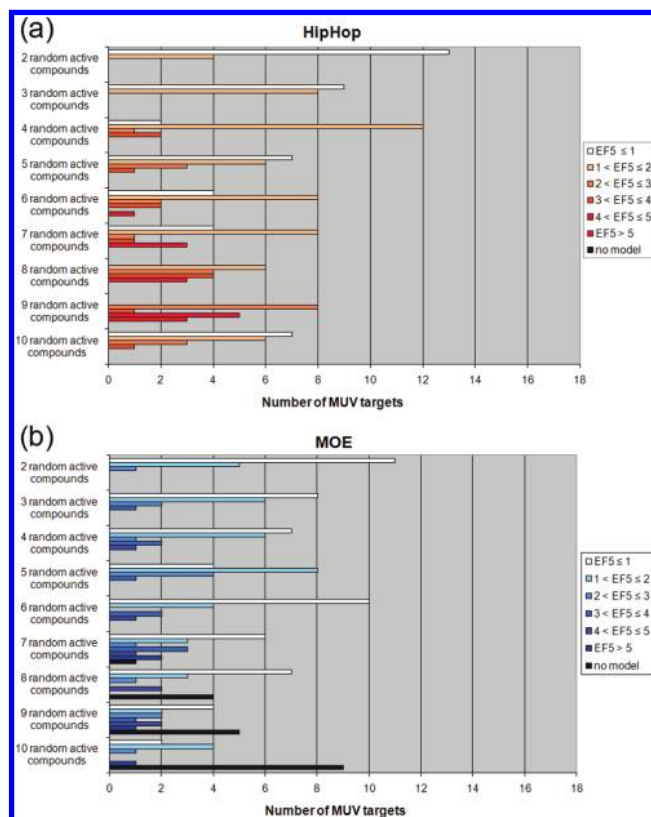 (a)
HipHop
2 random active
compounds
3 random active
compounds
4 random active
compounds
5 random active
compounds
6 random active
compounds
7 random active
compounds
8 random active
compounds
9 random active
compounds
10 random active
compounds
0 2 4 6 8 10 12 14 16 18
Number of MUV targets
EF5 ≤ 1
1 < EF5 ≤ 2
2 < EF5 ≤ 3
3 < EF5 ≤ 4
4 < EF5 ≤ 5
EF5 > 5
no model
(b)
MOE
2 random active
compounds
3 random active
compounds
4 random active
compounds
5 random active
compounds
6 random active
compounds
7 random active
compounds
8 random active
compounds
9 random active
compounds
10 random active
compounds
0 2 4 6 8 10 12 14 16 18
Number of MUV targets
EF5 ≤ 1
1 < EF5 ≤ 2
2 < EF5 ≤ 3
3 < EF5 ≤ 4
4 < EF5 ≤ 5
EF5 > 5
no model